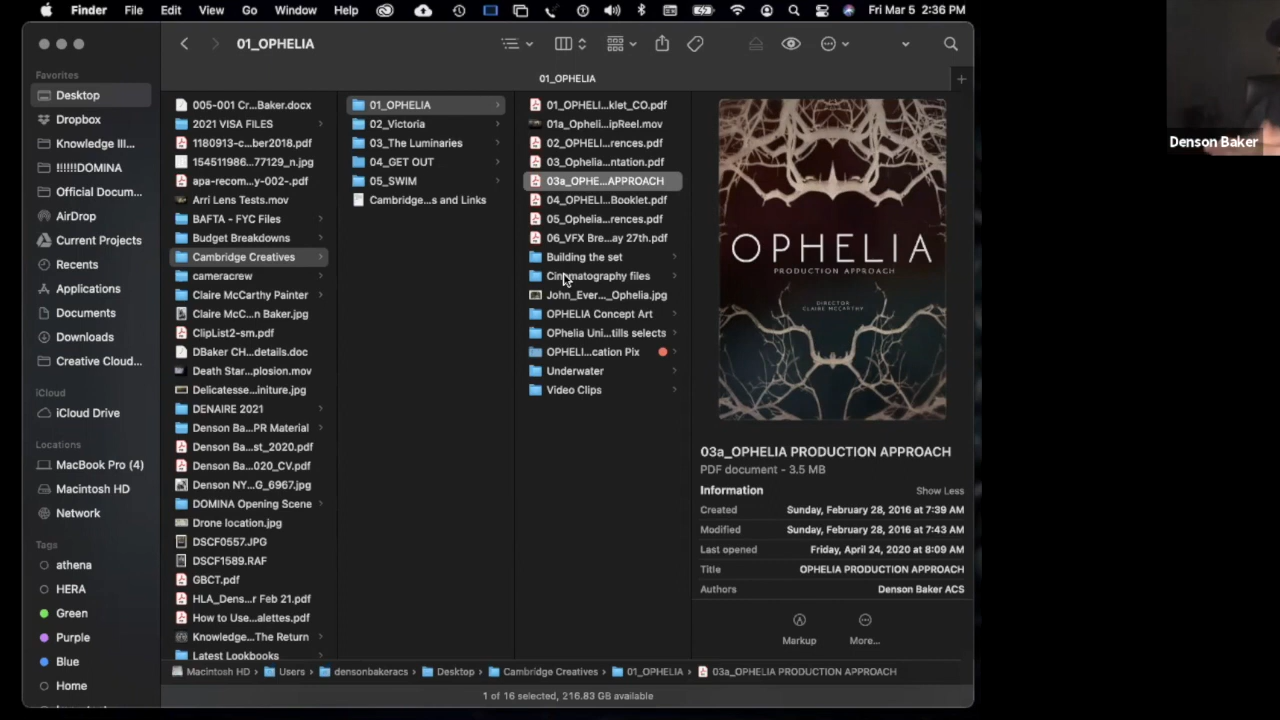 Finder File Edit View Go Window Help Fri Mar 5 2:36 PM
01_OPHELIA
01_OPHELIA
Favorites
Desktop
Dropbox
Knowledge Ill...
!!!!!!DOMINA
Official Docum...
AirDrop
Current Projects
Recents
Applications
Documents
Downloads
Creative Cloud...
iCloud
iCloud Drive
Locations
MacBook Pro (4)
Macintosh HD
Network
Tags
athena
HERA
Green
Purple
Blue
Home
005-001 Cr...Baker.docx
2021 VISA FILES
1180913-c...ber2018.pdf
154511986...77129_n.jpg
apa-recom...y-002-.pdf
Arri Lens Tests.mov
BAFTA - FYC Files
Budget Breakdowns
Cambridge Creatives
cameracrew
Claire McCarthy Painter
Claire McC...n Baker.jpg
ClipList2-sm.pdf
DBaker CH...details.doc
Death Star...plosion.mov
Delicatesse...initure.jpg
DENAIRE 2021
Denson Ba...PR Material
Denson Ba...st_2020.pdf
Denson Ba...020_CV.pdf
Denson NY...G_6967.jpg
DOMINA Opening Scene
Drone location.jpg
DSCF0557.JPG
DSCF1589.RAF
GBCT.pdf
HLA_Dens...r Feb 21.pdf
How to Use...alettes.pdf
Knowledge...The Return
Latest Lookbooks
01_OPHELIA
02_Victoria
03_The Luminaries
04_GET OUT
05_SWIM
Cambridge...s and Links
01_OPHELI...klet_CO.pdf
01a_Opheli...ipReel.mov
02_OPHELI...rences.pdf
03_Ophelia...ntation.pdf
03a_OPHE...APPROACH
04_OPHELI...Booklet.pdf
05_Ophelia...rences.pdf
06_VFX Bre...ay 27th.pdf
Building the set
Cinematography files
John_Ever..._Ophelia.jpg
OPHELIA Concept Art
OPhelia Uni...tills selects
OPHELI...cation Pix
Underwater
Video Clips
OPHELIA
PRODUCTION APPROACH
DIRECTOR
CLAIRE MCCARTHY
03a_OPHELIA PRODUCTION APPROACH
PDF document - 3.5 MB
Information Show Less
Created Sunday, February 28, 2016 at 7:39 AM
Modified Sunday, February 28, 2016 at 7:43 AM
Last opened Friday, April 24, 2020 at 8:09 AM
Title OPHELIA PRODUCTION APPROACH
Authors Denson Baker ACS
Markup More...
Macintosh HD Users densonbakeracs Desktop Cambridge Creatives 01_OPHELIA 03a_OPHELIA PRODUCTION APPROACH
1 of 16 selected, 216.83 GB available
Denson Baker